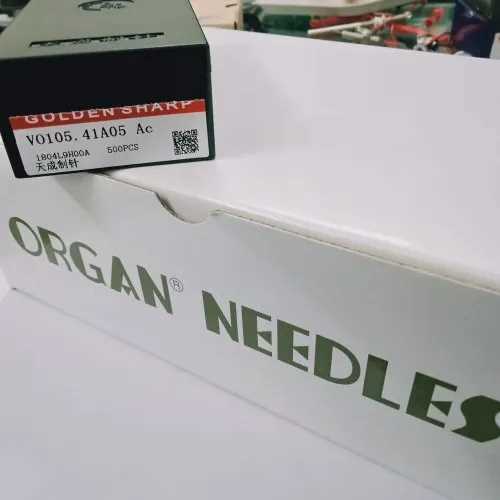 GOLDEN SHARP
V0105.41A05 Ac
1804L9H00A 500PCS
天成制针
ORGAN® NEEDLES